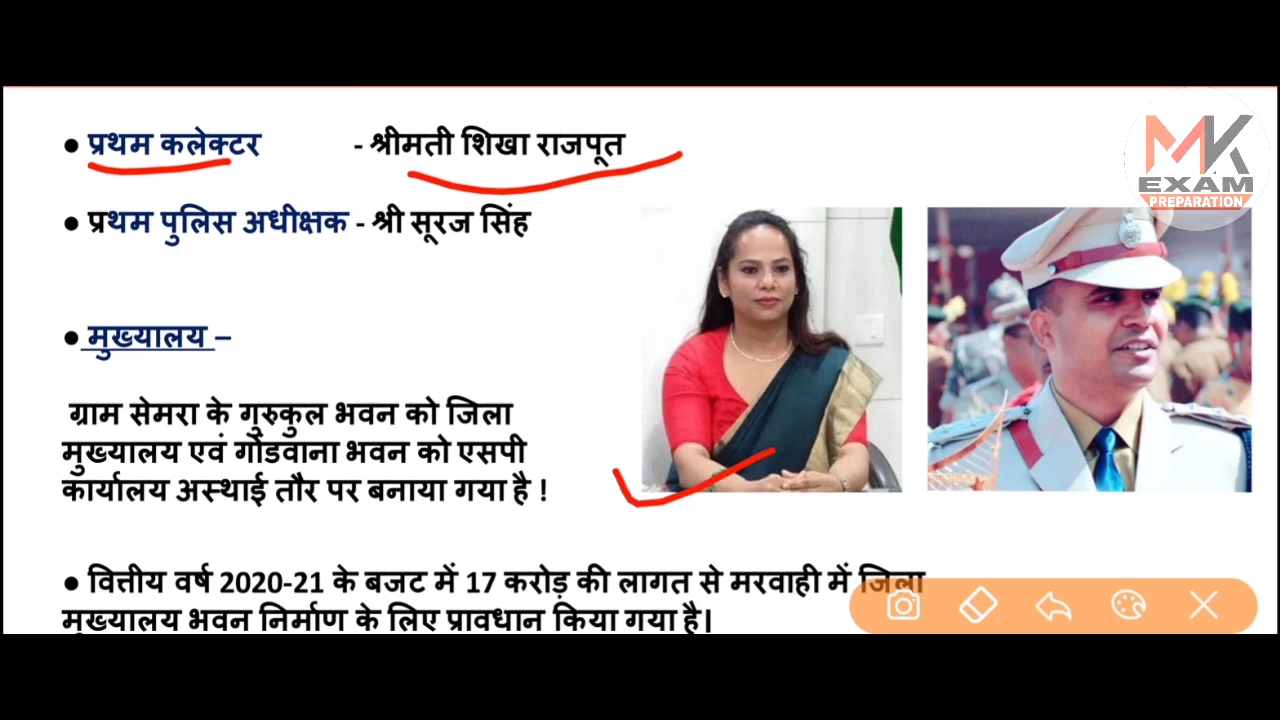 ● प्रथम कलेक्टर - श्रीमती शिखा राजपूत
● प्रथम पुलिस अधीक्षक - श्री सूरज सिंह
● मुख्यालय –
ग्राम सेमरा के गुरुकुल भवन को जिला
मुख्यालय एवं गोंडवाना भवन को एसपी
कार्यालय अस्थाई तौर पर बनाया गया है !
● वित्तीय वर्ष 2020-21 के बजट में 17 करोड़ की लागत से मरवाही में जिला
मुख्यालय भवन निर्माण के लिए प्रावधान किया गया है।
MK
EXAM
PREPARATION